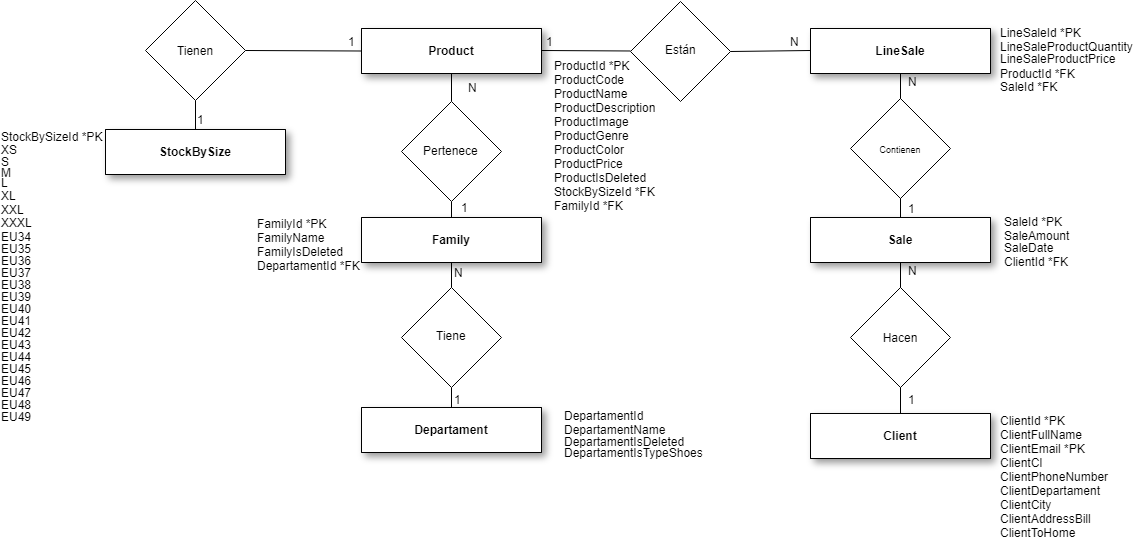 Tienen
1
Product
1
Están
N
LineSale
LineSaleId *PK
LineSaleProductQuantity
LineSaleProductPrice
ProductId *FK
SaleId *FK
ProductId *PK
ProductCode
ProductName
ProductDescription
ProductImage
ProductGenre
ProductColor
ProductPrice
ProductIsDeleted
StockBySizeId *FK
FamilyId *FK
1
StockBySize
StockBySizeId *PK
XS
S
M
L
XL
XXL
XXXL
EU34
EU35
EU36
EU37
EU38
EU39
EU40
EU41
EU42
EU43
EU44
EU45
EU46
EU47
EU48
EU49
N
Pertenece
1
Family
FamilyId *PK
FamilyName
FamilyIsDeleted
DepartamentId *FK
N
Tiene
1
Departament
DepartamentId
DepartamentName
DepartamentIsDeleted
DepartamentIsTypeShoes
N
Contienen
1
Sale
SaleId *PK
SaleAmount
SaleDate
ClientId *FK
N
Hacen
1
Client
ClientId *PK
ClientFullName
ClientEmail *PK
ClientCI
ClientPhoneNumber
ClientDepartament
ClientCity
ClientAddressBill
ClientToHome